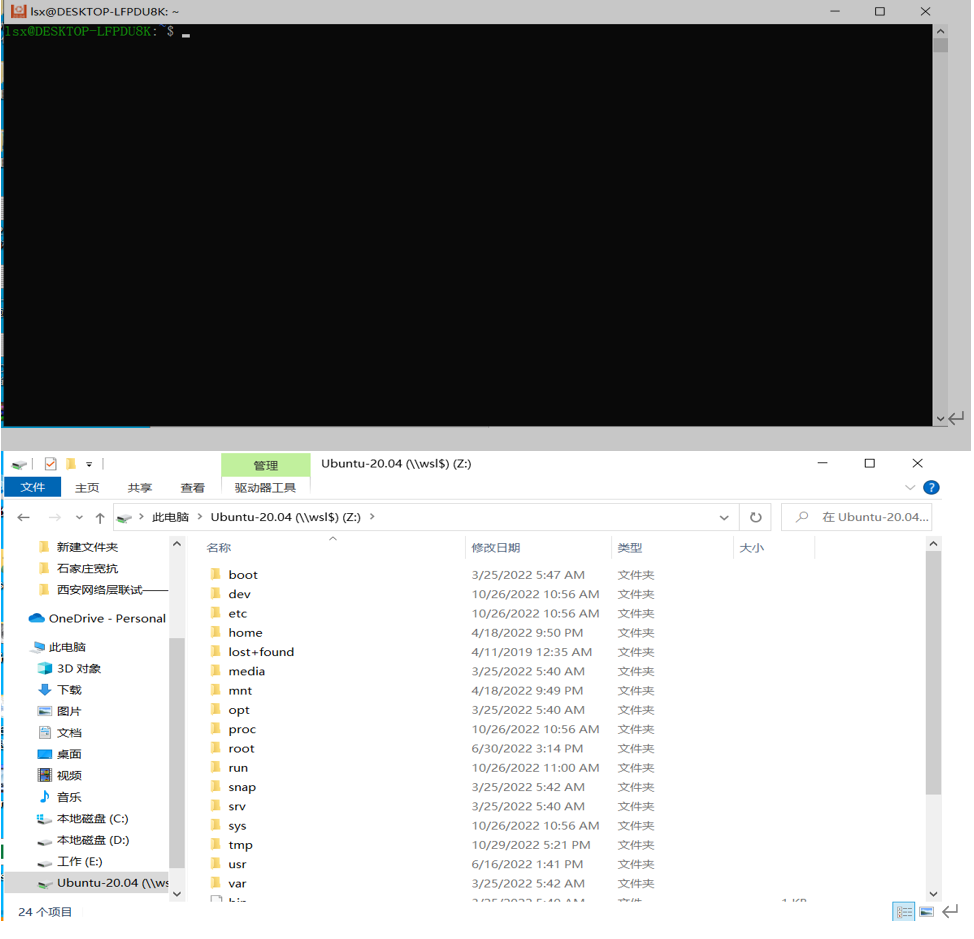 lsx@DESKTOP-LFPDU8K: ~
lsx@DESKTOP-LFPDU8K:~$
管理
Ubuntu-20.04 (\\wsl$) (Z:)
文件 主页 共享 查看 驱动器工具
此电脑 Ubuntu-20.04 (\\wsl$) (Z:) 在 Ubuntu-20.04...
新建文件夹
石家庄宽抗
西安网络层联试——
OneDrive - Personal
此电脑
3D 对象
下载
图片
文档
桌面
视频
音乐
本地磁盘 (C:)
本地磁盘 (D:)
工作 (E:)
Ubuntu-20.04 (\\ws
名称 修改日期 类型 大小
boot 3/25/2022 5:47 AM 文件夹
dev 10/26/2022 10:56 AM 文件夹
etc 10/26/2022 10:56 AM 文件夹
home 4/18/2022 9:50 PM 文件夹
lost+found 4/11/2019 12:35 AM 文件夹
media 3/25/2022 5:40 AM 文件夹
mnt 4/18/2022 9:49 PM 文件夹
opt 3/25/2022 5:40 AM 文件夹
proc 10/26/2022 10:56 AM 文件夹
root 6/30/2022 3:14 PM 文件夹
run 10/26/2022 11:00 AM 文件夹
snap 3/25/2022 5:42 AM 文件夹
srv 3/25/2022 5:40 AM 文件夹
sys 10/26/2022 10:56 AM 文件夹
tmp 10/29/2022 5:21 PM 文件夹
usr 6/16/2022 1:41 PM 文件夹
var 3/25/2022 5:42 AM 文件夹
24 个项目